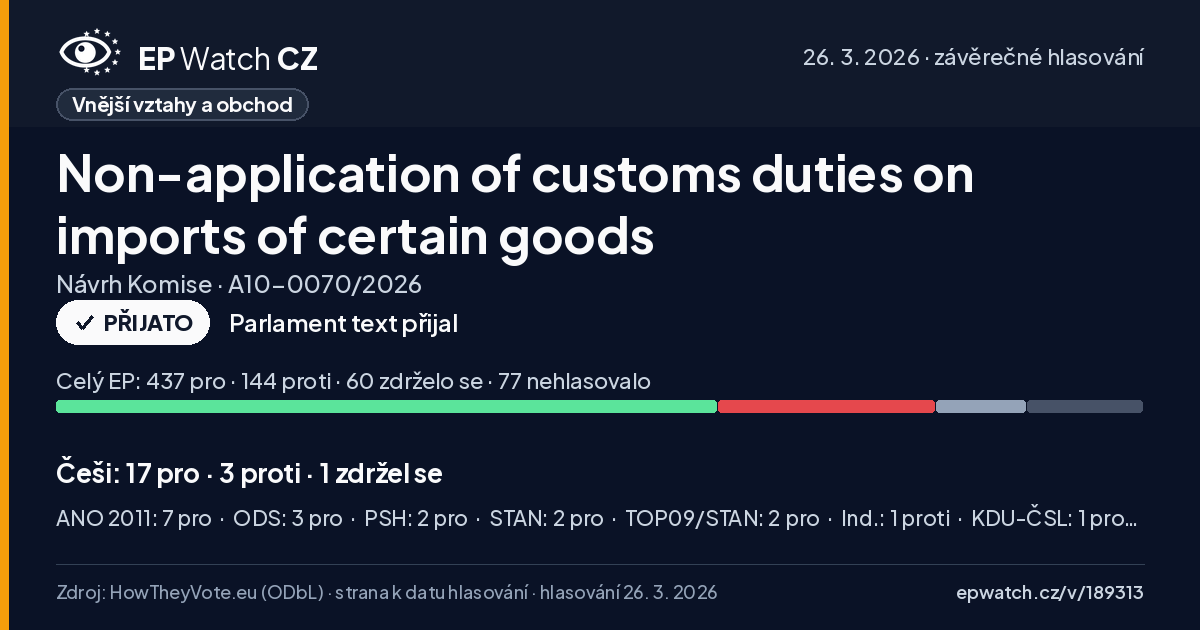 EP Watch CZ
26. 3. 2026 · závěrečné hlasování
Vnější vztahy a obchod
Non-application of customs duties on
imports of certain goods
Návrh Komise · A10-0070/2026
✓ PŘIJATO Parlament text přijal
Celý EP: 437 pro · 144 proti · 60 zdrželo se · 77 nehlasovalo
Češi: 17 pro · 3 proti · 1 zdržel se
ANO 2011: 7 pro · ODS: 3 pro · PSH: 2 pro · STAN: 2 pro · TOP09/STAN: 2 pro · Ind.: 1 proti · KDU-ČSL: 1 pro…
Zdroj: HowTheyVote.eu (ODbL) · strana k datu hlasování · hlasování 26. 3. 2026
epwatch.cz/v/189313